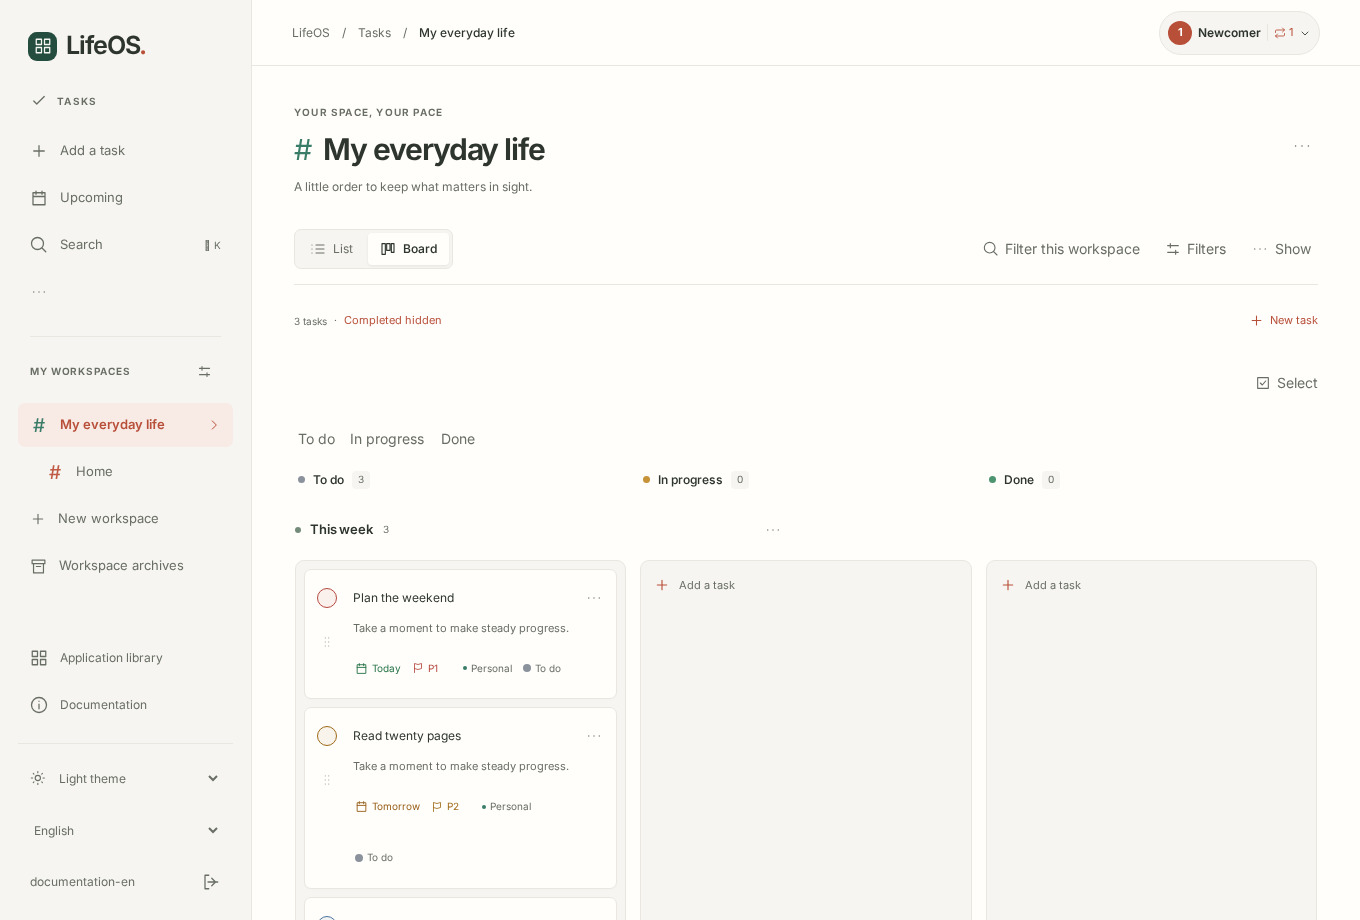 LifeOS.
TASKS
Add a task
Upcoming
Search K
MY WORKSPACES
# My everyday life
# Home
New workspace
Workspace archives
Application library
Documentation
Light theme
English
documentation-en
LifeOS / Tasks / My everyday life
1 Newcomer 1
YOUR SPACE, YOUR PACE
# My everyday life
A little order to keep what matters in sight.
List Board
Filter this workspace Filters Show
3 tasks · Completed hidden
New task
Select
To do In progress Done
To do 3
In progress 0
Done 0
This week 3
Plan the weekend
Take a moment to make steady progress.
Today P1 Personal To do
Read twenty pages
Take a moment to make steady progress.
Tomorrow P2 Personal
To do
Add a task
Add a task